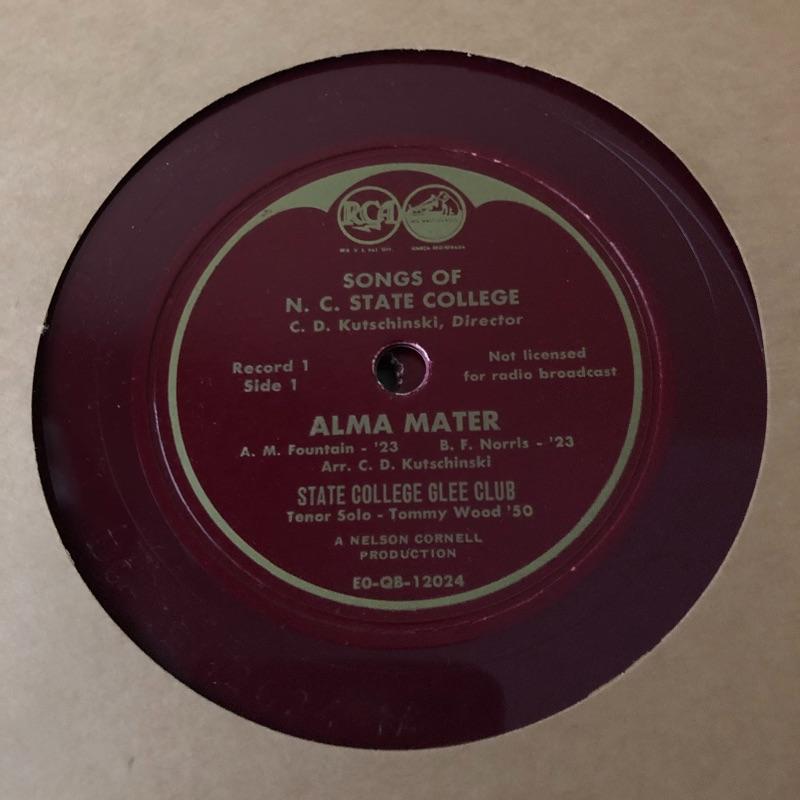 RCA
SONGS OF
N. C. STATE COLLEGE
C. D. Kutschinski, Director
Record 1
Side 1
Not licensed
for radio broadcast
ALMA MATER
A. M. Fountain - '23 B. F. Norris - '23
Arr. C. D. Kutschinski
STATE COLLEGE GLEE CLUB
Tenor Solo - Tommy Wood '50
A NELSON CORNELL
PRODUCTION
E0-QB-12024